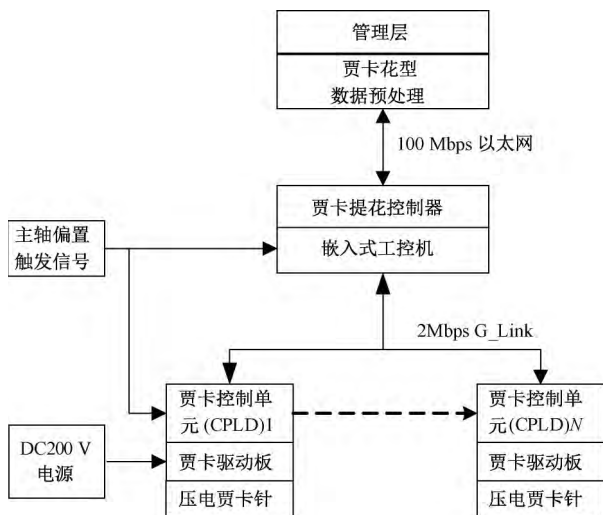 管理层
贾卡花型
数据预处理
100 Mbps 以太网
贾卡提花控制器
嵌入式工控机
主轴偏置
触发信号
2Mbps G_Link
贾卡控制单
元(CPLD)1
贾卡驱动板
压电贾卡针
贾卡控制单
元(CPLD)N
贾卡驱动板
压电贾卡针
DC200 V
电源